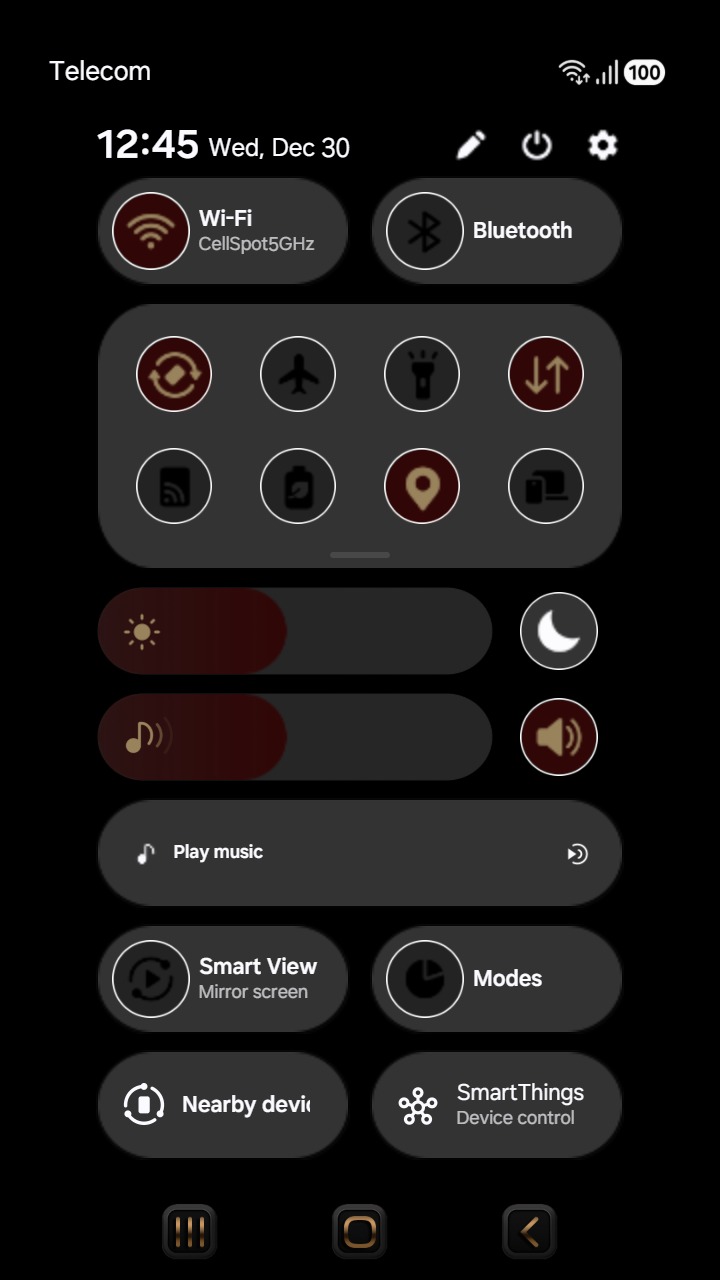 Telecom
100
12:45 Wed, Dec 30
Wi-Fi
CellSpot5GHz
Bluetooth
Play music
Smart View
Mirror screen
Modes
Nearby devi
SmartThings
Device control